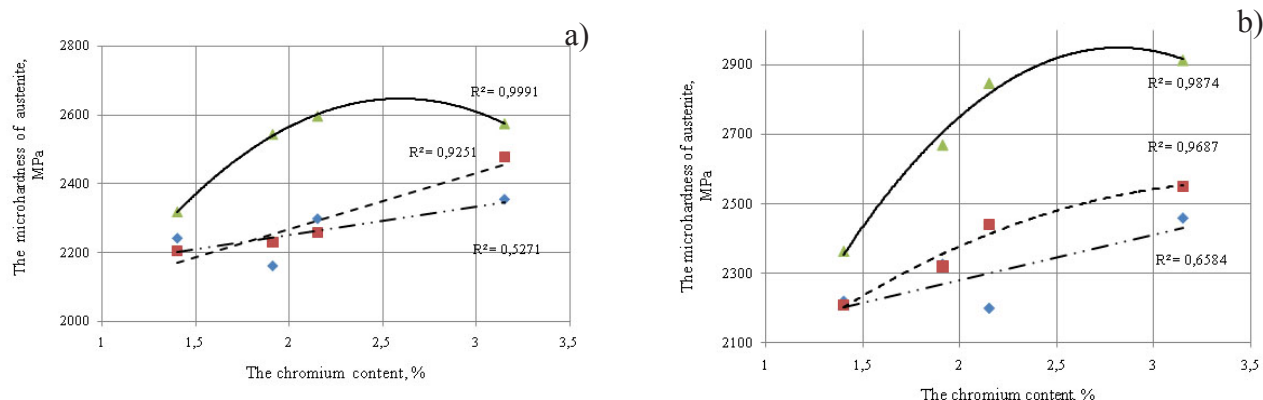 a)
The microhardness of austenite,
MPa
2800
2600
2400
2200
2000
R²= 0,9991
R²= 0,9251
R²= 0,5271
1
1,5
2
2,5
3
3,5
The chromium content, %
b)
The microhardness of austenite,
MPa
2900
2700
2500
2300
2100
R²= 0,9874
R²= 0,9687
R²= 0,6584
1
1,5
2
2,5
3
3,5
The chromium content, %